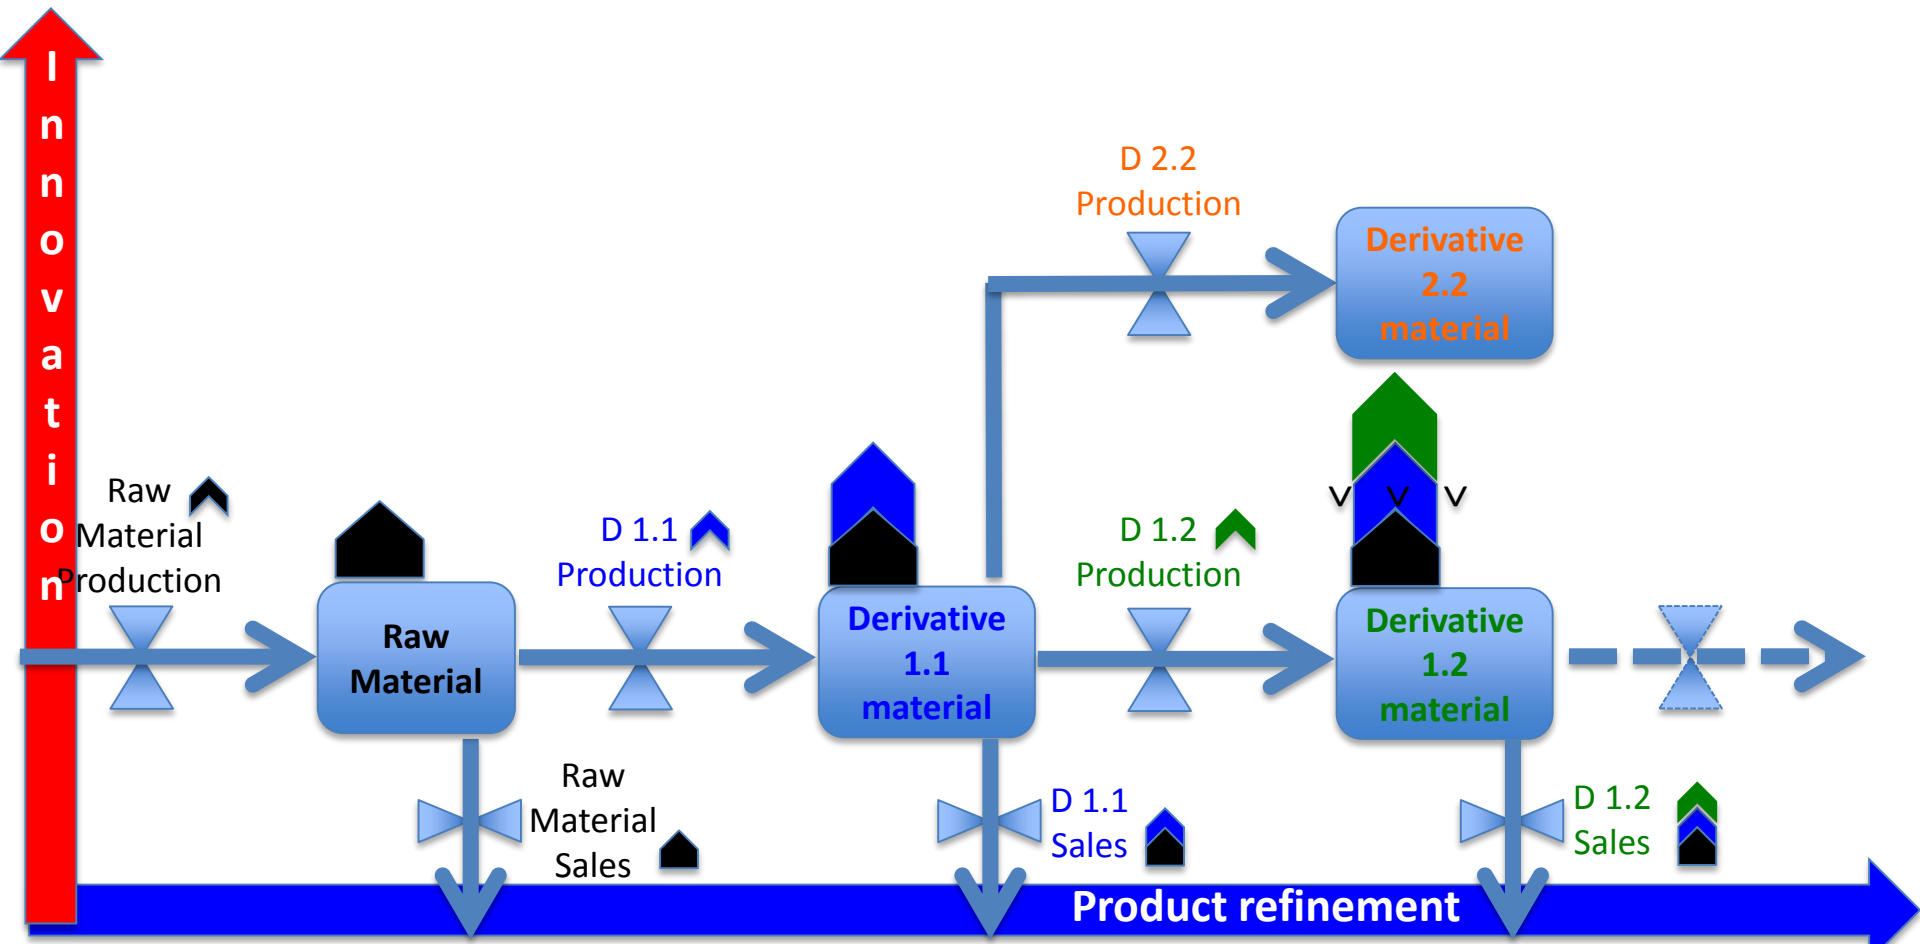 Innovation
D 2.2
Production
Derivative
2.2
material
Raw
Material
Production
D 1.1
Production
D 1.2
Production
V V V
Raw
Material
Derivative
1.1
material
Derivative
1.2
material
Raw
Material
Sales
D 1.1
Sales
D 1.2
Sales
Product refinement